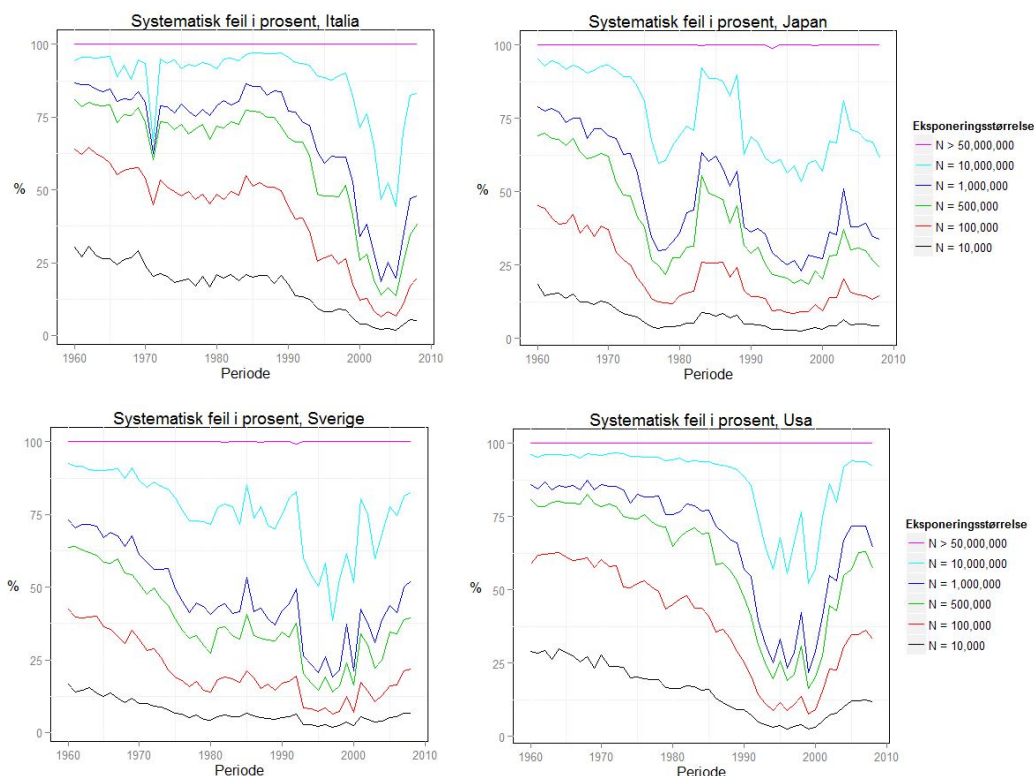 Systematisk feil i prosent, Italia
100
75
%
50
25
0
1960
1970
1980
1990
2000
2010
Periode
Systematisk feil i prosent, Japan
100
75
%
50
25
0
1960
1970
1980
1990
2000
2010
Periode
Eksponeringsstørrelse
N > 50,000,000
N = 10,000,000
N = 1,000,000
N = 500,000
N = 100,000
N = 10,000
Systematisk feil i prosent, Sverige
100
75
%
50
25
0
1960
1970
1980
1990
2000
2010
Periode
Systematisk feil i prosent, Usa
100
75
%
50
25
0
1960
1970
1980
1990
2000
2010
Periode
Eksponeringsstørrelse
N > 50,000,000
N = 10,000,000
N = 1,000,000
N = 500,000
N = 100,000
N = 10,000